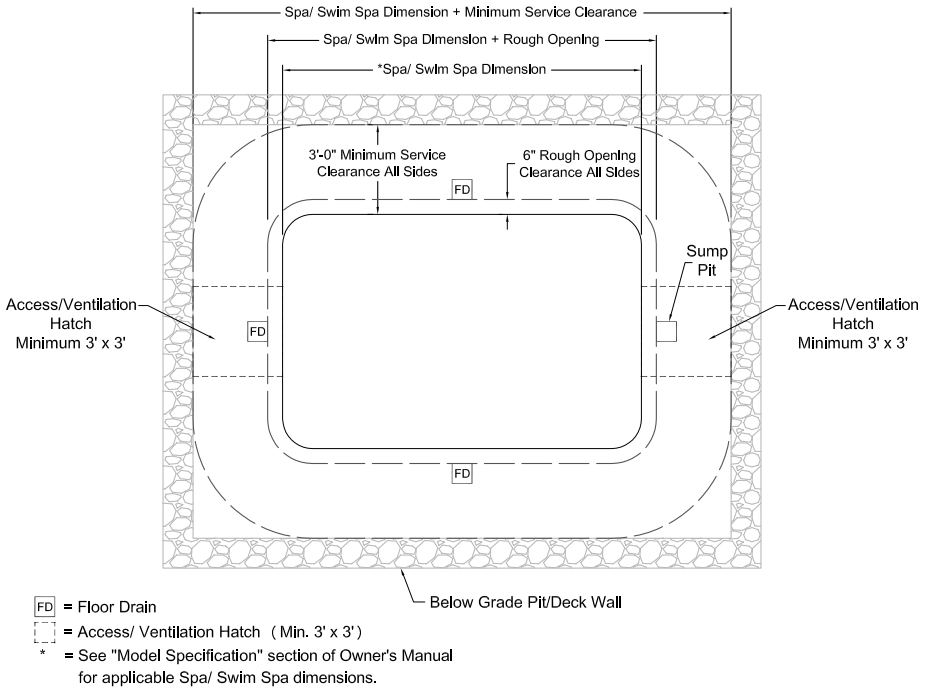 Spa/ Swim Spa Dimension + Minimum Service Clearance
Spa/ Swim Spa Dimension + Rough Opening
*Spa/ Swim Spa Dimension
3'-0" Minimum Service
Clearance All Sides
6" Rough Opening
Clearance All Sides
FD
Sump
Pit
Access/Ventilation
Hatch
Minimum 3' x 3'
FD
Access/Ventilation
Hatch
Minimum 3' x 3'
FD
Below Grade Pit/Deck Wall
FD = Floor Drain
= Access/ Ventilation Hatch (Min. 3' x 3')
* = See "Model Specification" section of Owner's Manual
for applicable Spa/ Swim Spa dimensions.